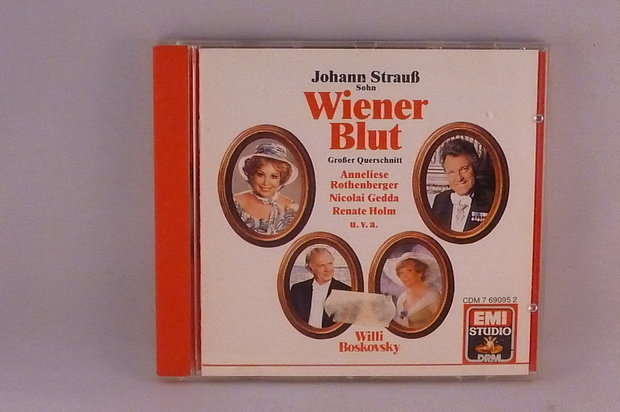 Johann Strauß
Sohn
Wiener
Blut
Großer Querschnitt
Anneliese
Rothenberger
Nicolai Gedda
Renate Holm
u. v. a.
Willi
Boskovsky
CDM 7 69095 2
EMI
STUDIO
DRM